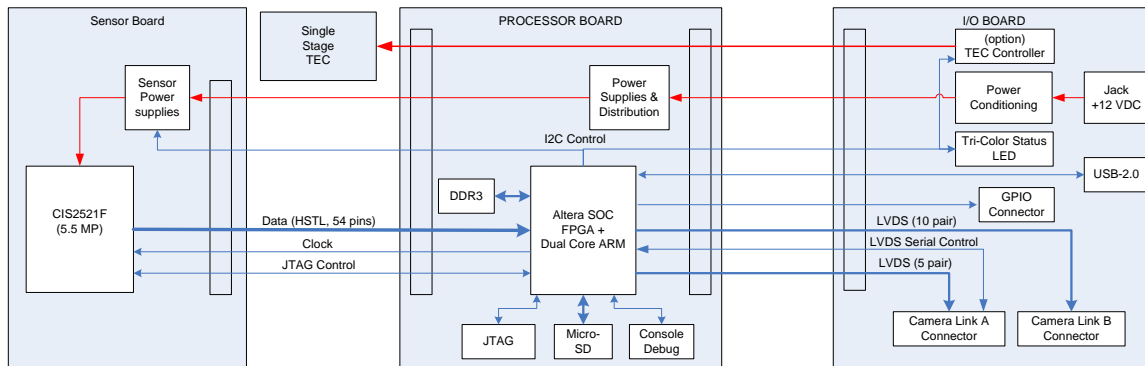 Sensor Board
PROCESSOR BOARD
I/O BOARD
Single
Stage
TEC
(option)
TEC Controller
Sensor
Power
supplies
Power
Supplies &
Distribution
Power
Conditioning
Jack
+12 VDC
I2C Control
Tri-Color Status
LED
DDR3
USB-2.0
CIS2521F
(5.5 MP)
Altera SOC
FPGA +
Dual Core ARM
GPIO
Connector
Data (HSTL, 54 pins)
LVDS (10 pair)
Clock
LVDS Serial Control
JTAG Control
LVDS (5 pair)
JTAG
Micro-
SD
Console
Debug
Camera Link A
Connector
Camera Link B
Connector